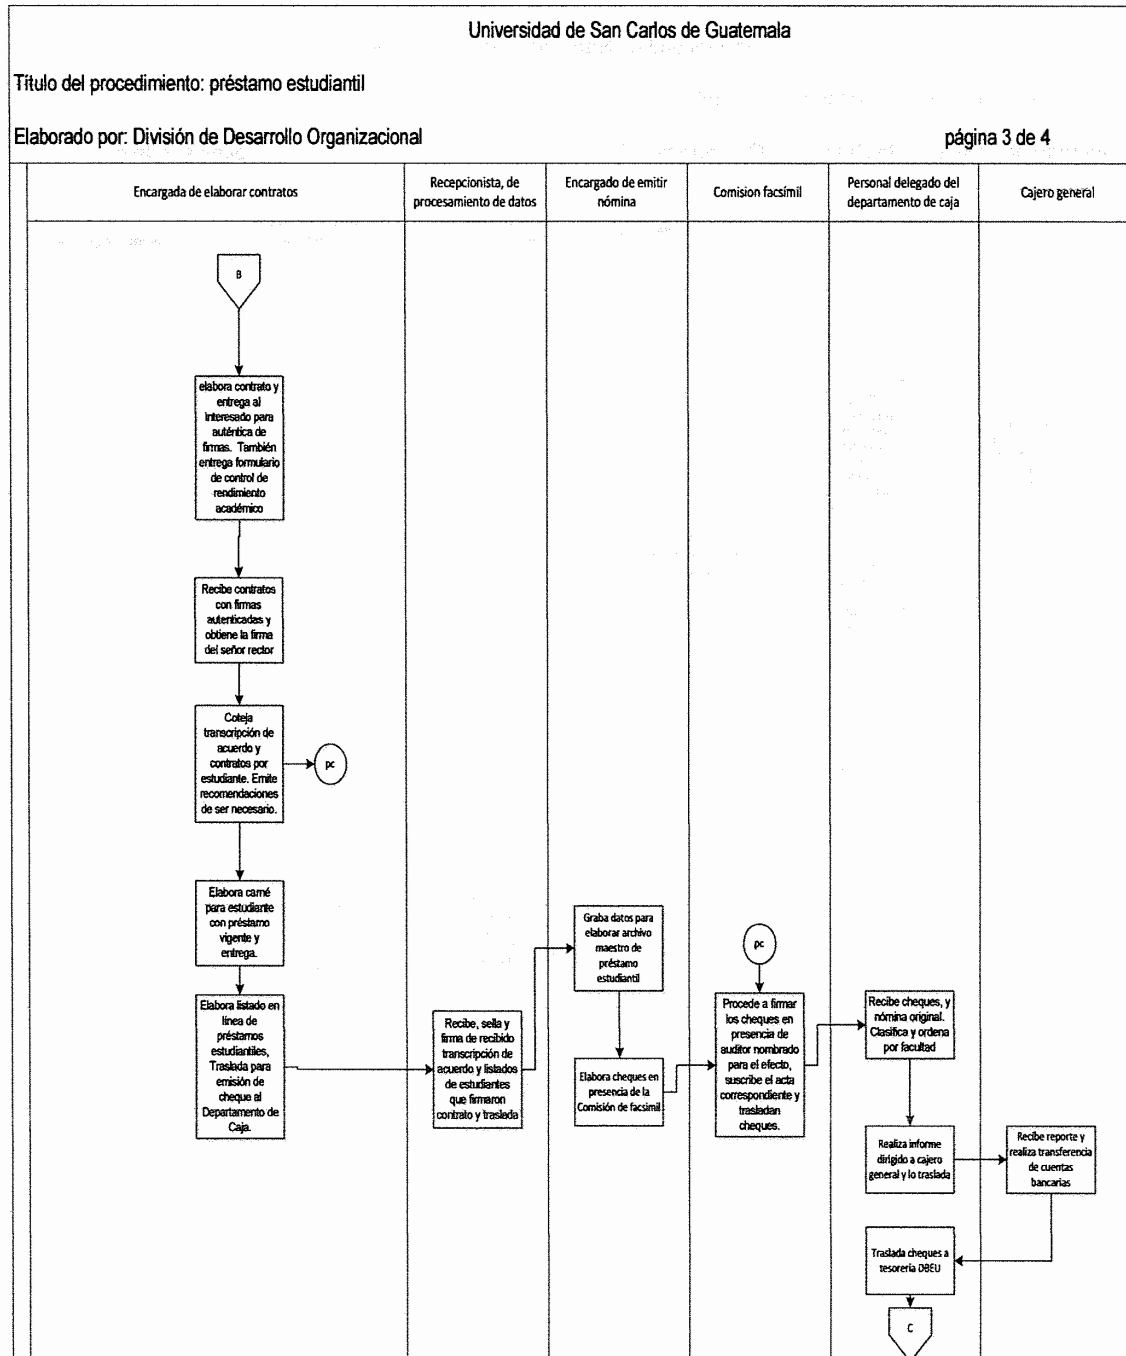 Universidad de San Carlos de Guatemala
Título del procedimiento: préstamo estudiantil
Elaborado por: División de Desarrollo Organizacional
página 3 de 4
Encargada de elaborar contratos
Recepcionista, de
procesamiento de datos
Encargado de emitir
nómina
Comision facsímil
Personal delegado del
departamento de caja
Cajero general
B
elabora contrato y
entrega al
interesado para
auténtica de
firmas. También
entrega formulario
de control de
rendimiento
académico
Recibe contratos
con firmas
autenticadas y
obtiene la firma
del señor rector
Coteja
transcripción de
acuerdo y
contratos por
estudiante. Emite
recomendaciones
de ser necesario.
pc
Elabora carné
para estudiante
con préstamo
vigente y
entrega.
Elabora listado en
línea de
préstamos
estudiantiles,
Traslada para
emisión de
cheque al
Departamento de
Caja.
Recibe, sella y
firma de recibido
transcripción de
acuerdo y listados
de estudiantes
que firmaron
contrato y traslada
Graba datos para
elaborar archivo
maestro de
préstamo
estudiantil
Elabora cheques en
presencia de la
Comisión de facsimil
pc
Procede a firmar
los cheques en
presencia de
auditor nombrado
para el efecto,
suscribe el acta
correspondiente y
trasladan
cheques.
Recibe cheques, y
nómina original.
Clasifica y ordena
por facultad
Realiza informe
dirigido a cajero
general y lo traslada
Recibe reporte y
realiza transferencia
de cuentas
bancarias
Traslada cheques a
tesorería DBEU
C